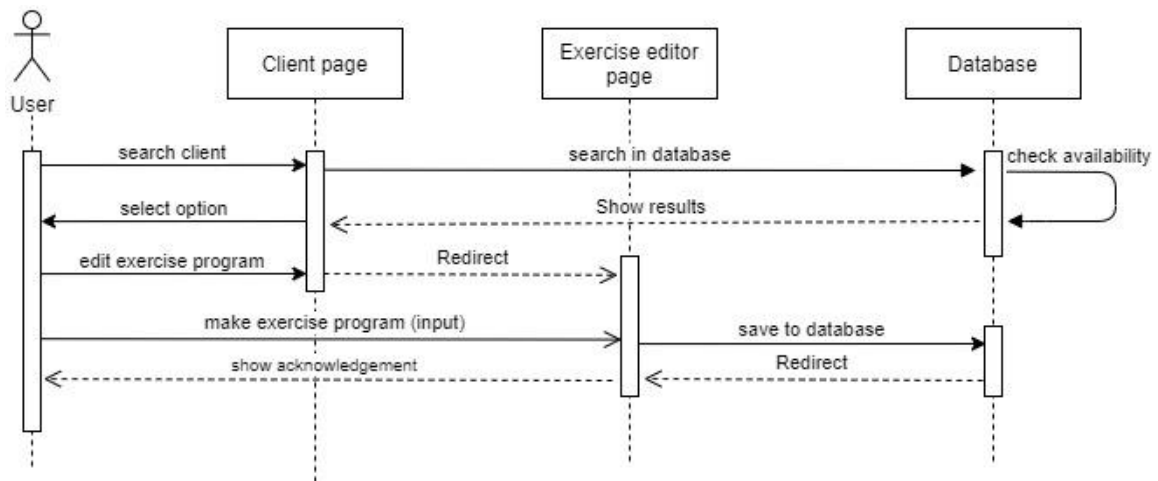 User
Client page
Exercise editor
page
Database
search client
search in database
check availability
select option
Show results
edit exercise program
Redirect
make exercise program (input)
save to database
show acknowledgement
Redirect